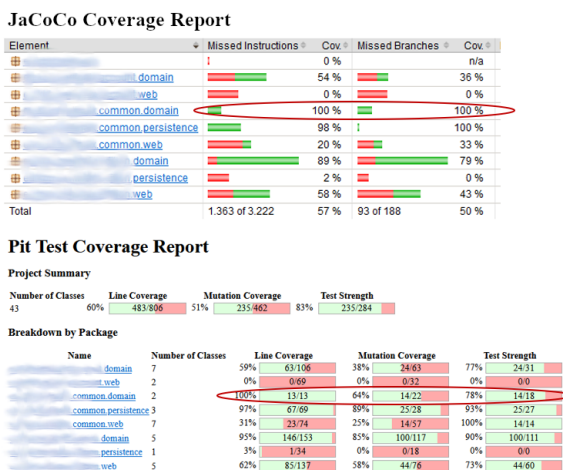 JaCoCo Coverage Report
Element Missed Instructions Cov. Missed Branches Cov.
0 % n/a
.domain 54 % 36 %
.web 0 % 0 %
.common.domain 100 % 100 %
.common.persistence 98 % 100 %
.common.web 20 % 33 %
.domain 89 % 79 %
.persistence 2 % 0 %
.web 58 % 43 %
Total 1.363 of 3.222 57 % 93 of 188 50 %
Pit Test Coverage Report
Project Summary
Number of Classes Line Coverage Mutation Coverage Test Strength
43 60% 483/806 51% 235/462 83% 235/284
Breakdown by Package
Name Number of Classes Line Coverage Mutation Coverage Test Strength
.domain 7 59% 63/106 38% 24/63 77% 24/31
.web 2 0% 0/69 0% 0/32 0% 0/0
.common.domain 2 100% 13/13 64% 14/22 78% 14/18
.common.persistence 3 97% 67/69 89% 25/28 93% 25/27
.common.web 7 31% 23/74 25% 14/57 100% 14/14
.domain 5 95% 146/153 85% 100/117 90% 100/111
.persistence 1 3% 1/34 0% 0/18 0% 0/0
.web 5 62% 85/137 58% 44/76 73% 44/60